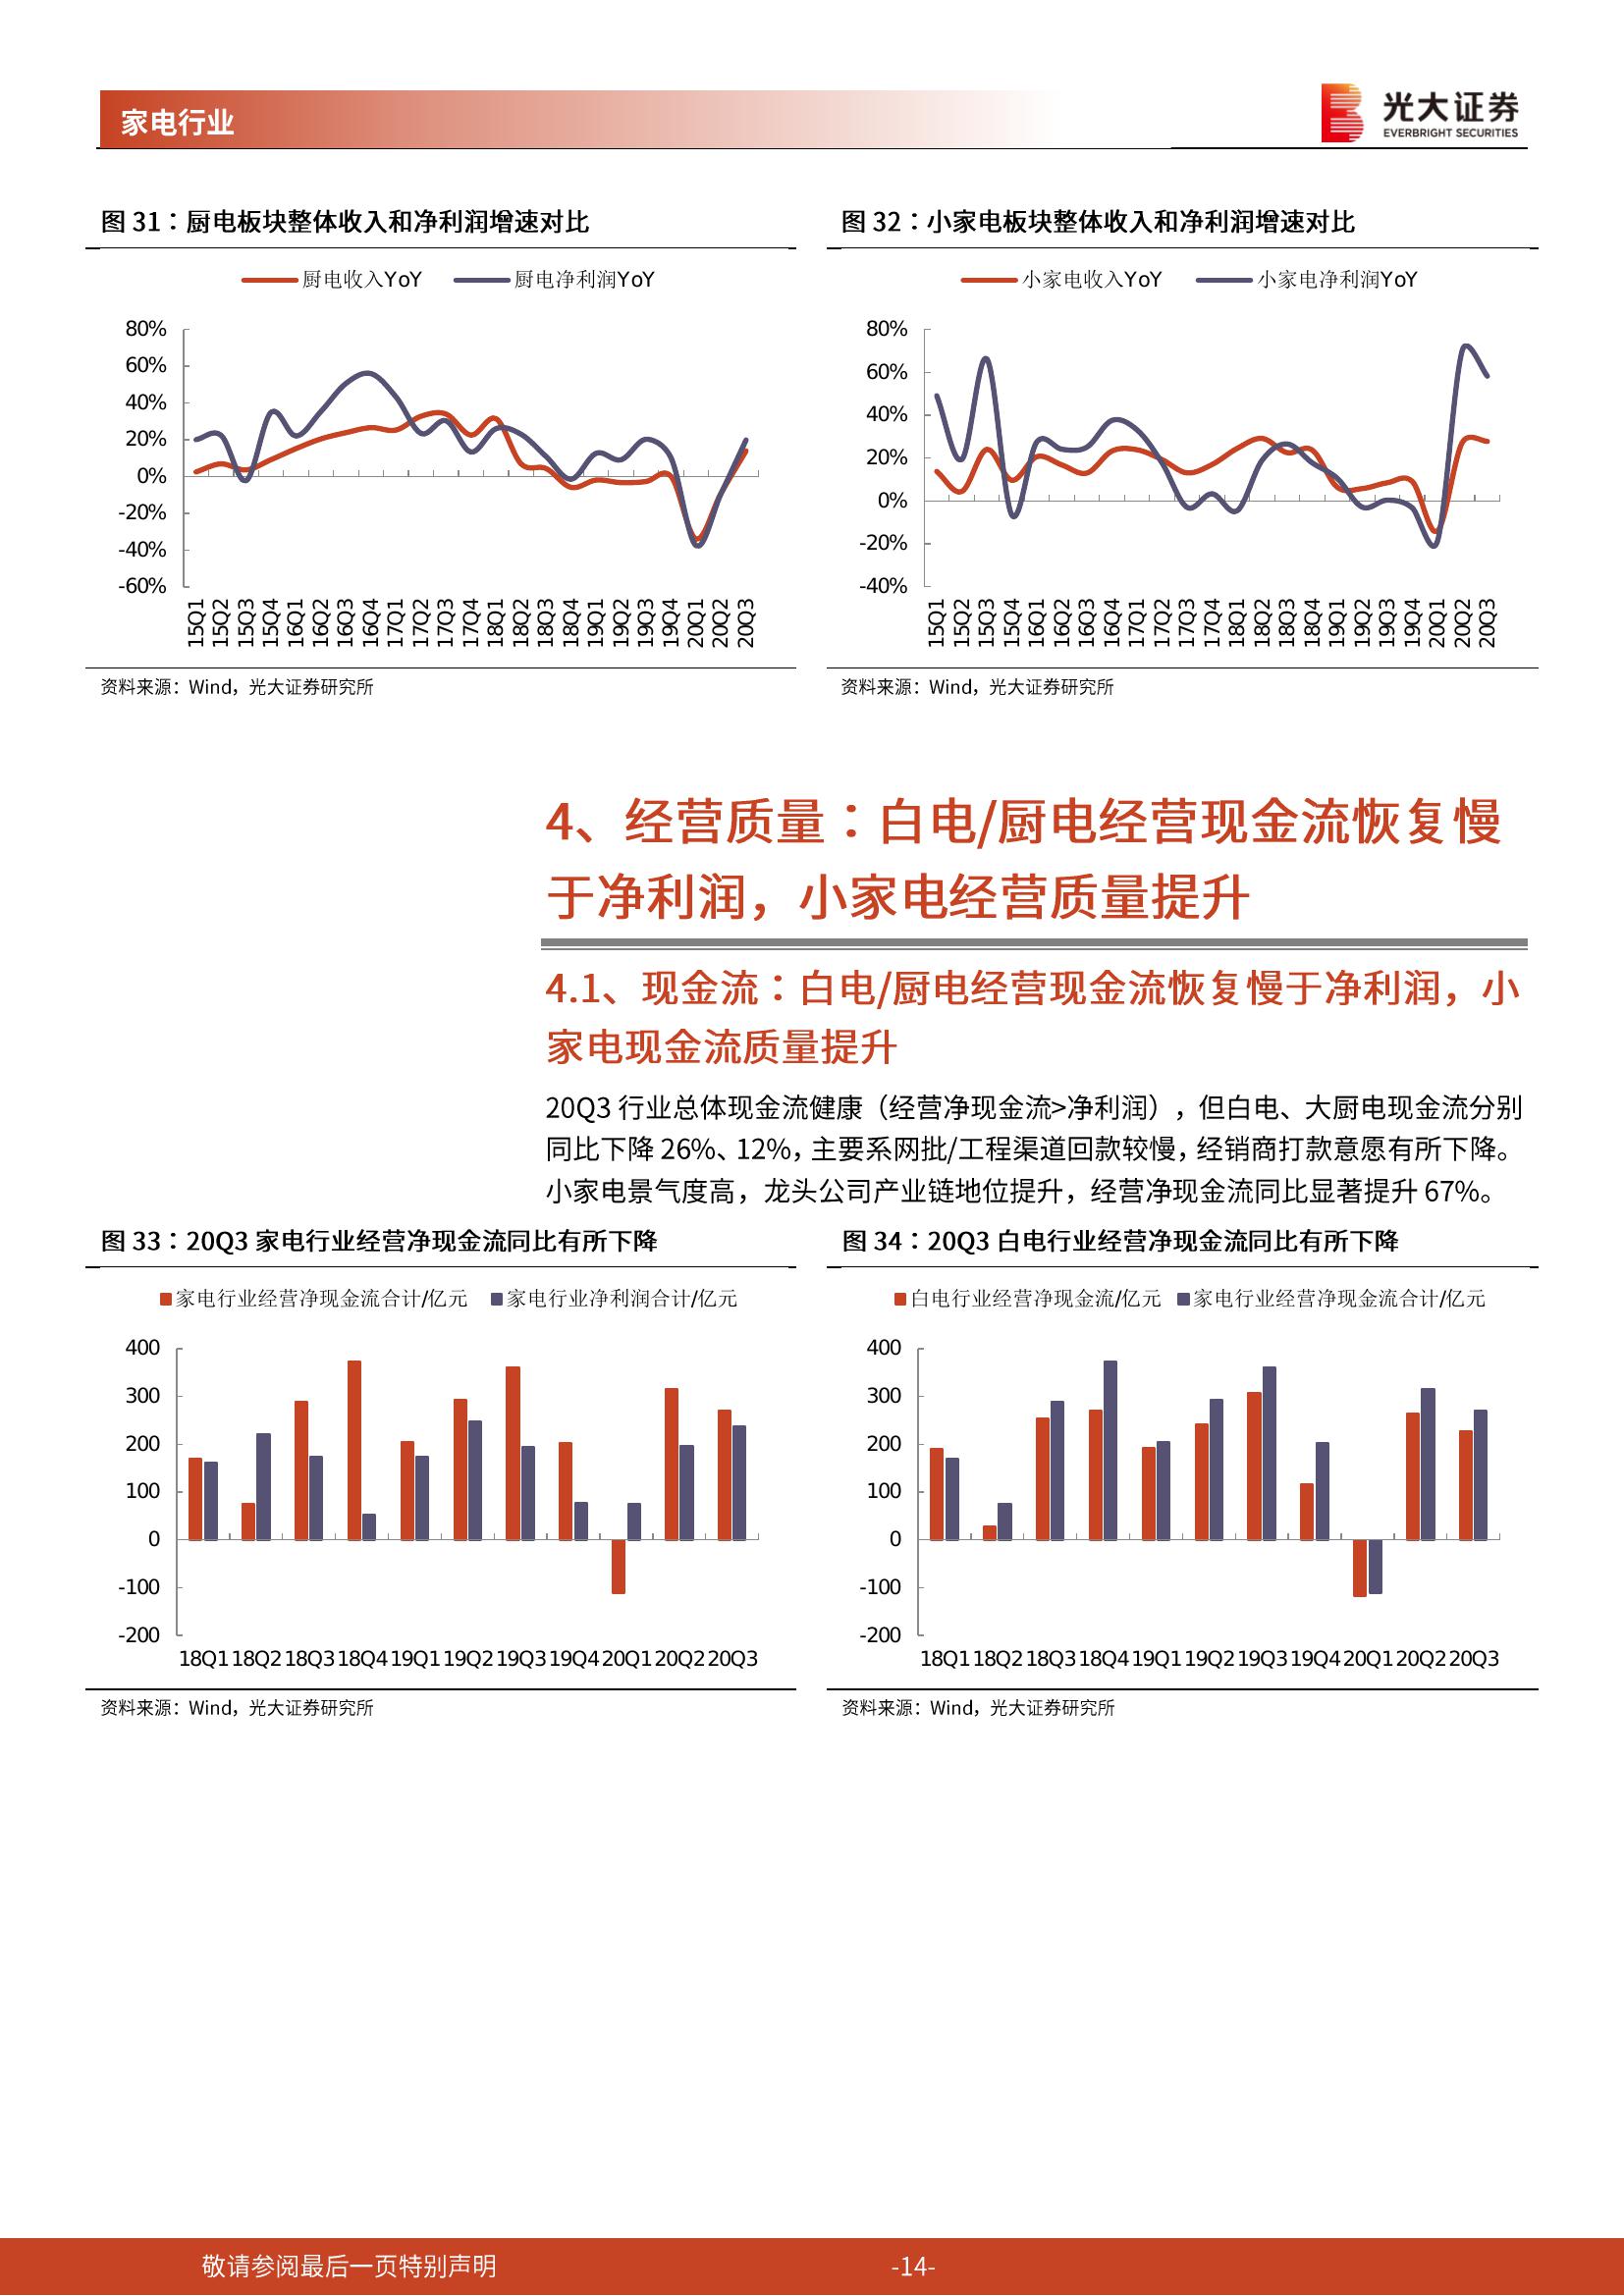 家电行业
光大证券
EVERBRIGHT SECURITIES
图 31：厨电板块整体收入和净利润增速对比
厨电收入YoY 厨电净利润YoY
80%
60%
40%
20%
0%
-20%
-40%
-60%
15Q1 15Q2 15Q3 15Q4 16Q1 16Q2 16Q3 16Q4 17Q1 17Q2 17Q3 17Q4 18Q1 18Q2 18Q3 18Q4 19Q1 19Q2 19Q3 19Q4 20Q1 20Q2 20Q3
资料来源：Wind，光大证券研究所
图 32：小家电板块整体收入和净利润增速对比
小家电收入YoY 小家电净利润YoY
80%
60%
40%
20%
0%
-20%
-40%
15Q1 15Q2 15Q3 15Q4 16Q1 16Q2 16Q3 16Q4 17Q1 17Q2 17Q3 17Q4 18Q1 18Q2 18Q3 18Q4 19Q1 19Q2 19Q3 19Q4 20Q1 20Q2 20Q3
资料来源：Wind，光大证券研究所
4、经营质量：白电/厨电经营现金流恢复慢
于净利润，小家电经营质量提升
4.1、现金流：白电/厨电经营现金流恢复慢于净利润，小
家电现金流质量提升
20Q3 行业总体现金流健康（经营净现金流>净利润），但白电、大厨电现金流分别
同比下降 26%、12%，主要系网批/工程渠道回款较慢，经销商打款意愿有所下降。
小家电景气度高，龙头公司产业链地位提升，经营净现金流同比显著提升 67%。
图 33：20Q3 家电行业经营净现金流同比有所下降
家电行业经营净现金流合计/亿元 家电行业净利润合计/亿元
400
300
200
100
0
-100
-200
18Q1 18Q2 18Q3 18Q4 19Q1 19Q2 19Q3 19Q4 20Q1 20Q2 20Q3
资料来源：Wind，光大证券研究所
图 34：20Q3 白电行业经营净现金流同比有所下降
白电行业经营净现金流/亿元 家电行业经营净现金流合计/亿元
400
300
200
100
0
-100
-200
18Q1 18Q2 18Q3 18Q4 19Q1 19Q2 19Q3 19Q4 20Q1 20Q2 20Q3
资料来源：Wind，光大证券研究所
敬请参阅最后一页特别声明 -14-